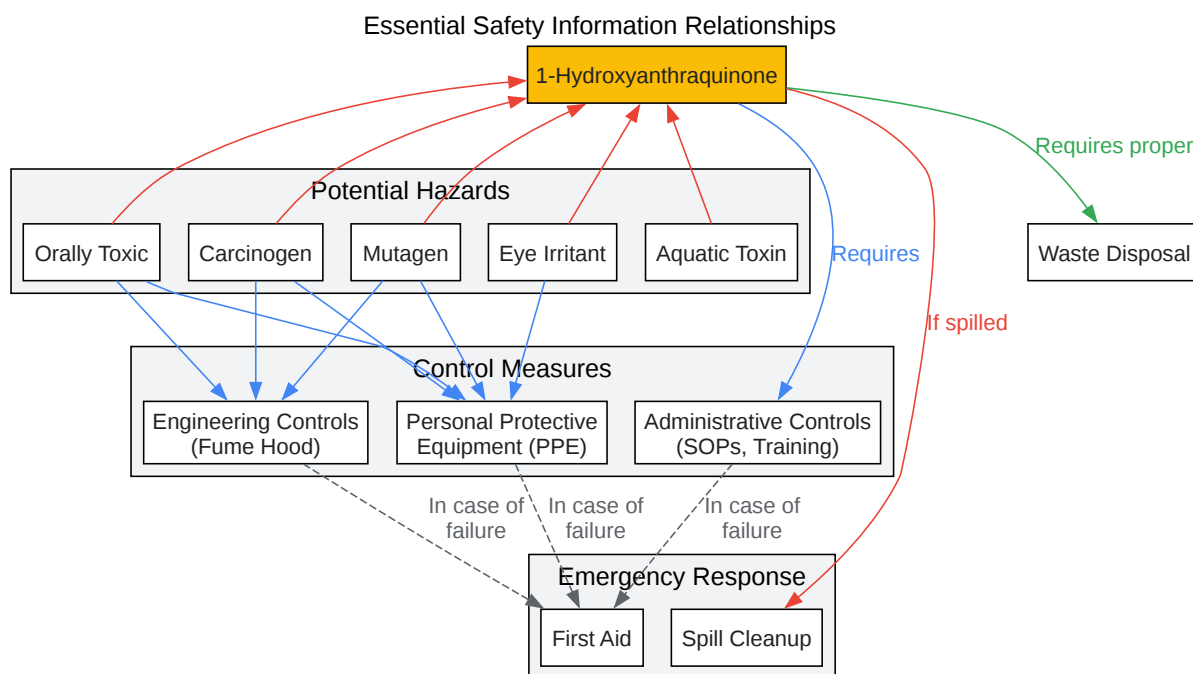 Essential Safety Information Relationships
1-Hydroxyanthraquinone
Requires proper
Potential Hazards
Orally Toxic
Carcinogen
Mutagen
Eye Irritant
Aquatic Toxin
Requires
Waste Disposal
If spilled
Control Measures
Engineering Controls
(Fume Hood)
Personal Protective
Equipment (PPE)
Administrative Controls
(SOPs, Training)
In case of
failure
In case of
failure
In case of
failure
Emergency Response
First Aid
Spill Cleanup